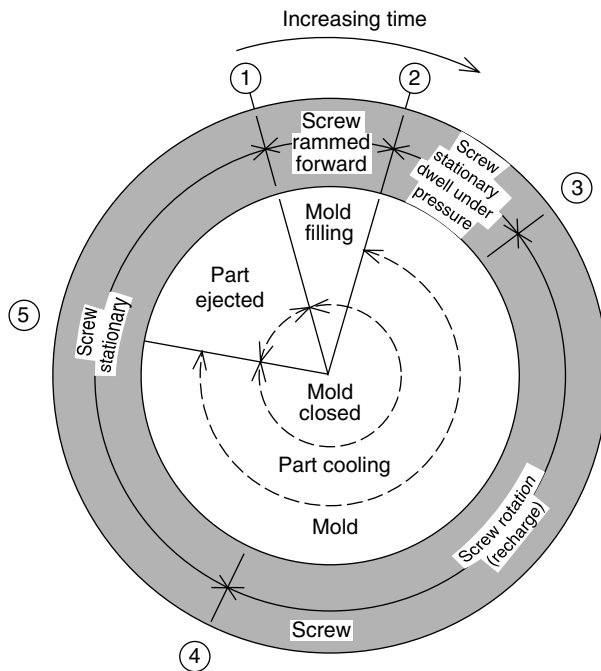 Increasing time
1
2
Screw
rammed
forward
Screw
stationary
dwell under
pressure
3
Mold
filling
Part
ejected
5
Screw
stationary
Mold
closed
Part cooling
Mold
Screw rotation
(recharge)
Screw
4